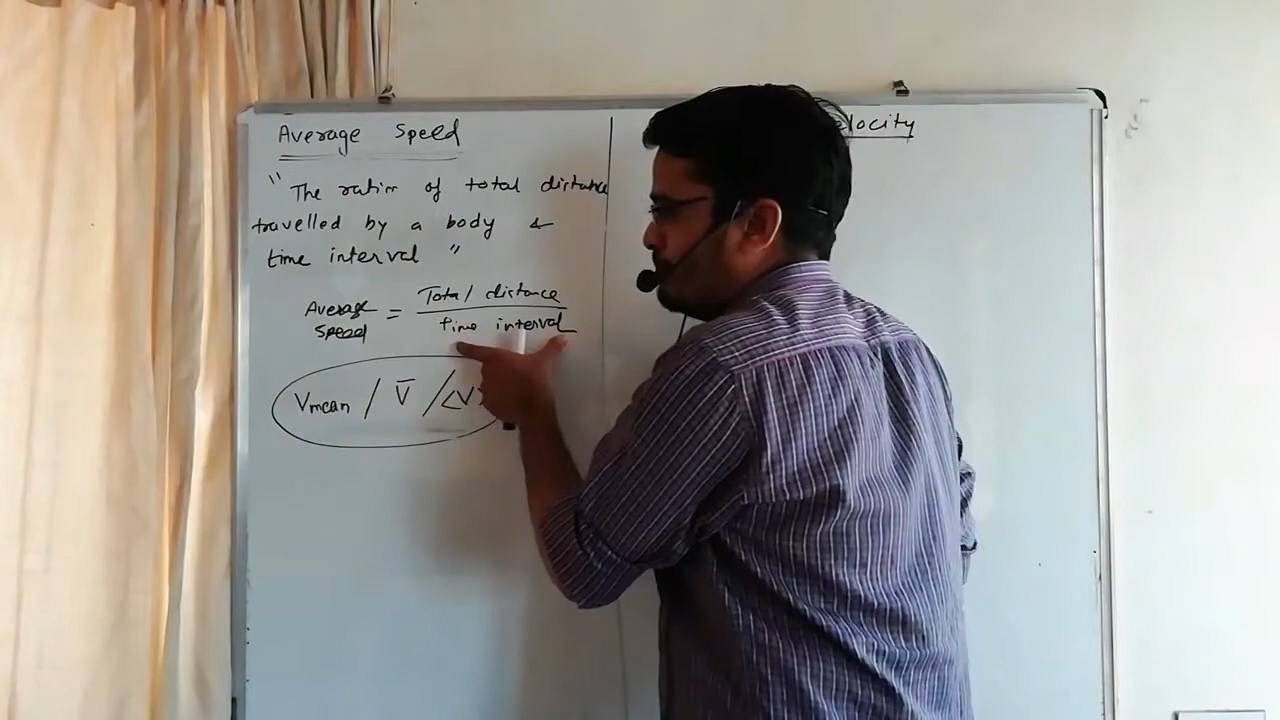 Average Speed
"The ratio of total distance
travelled by a body &
time interval"
Average Speed = Total distance / time interval
Vmean / V̄ / <V>
elocity